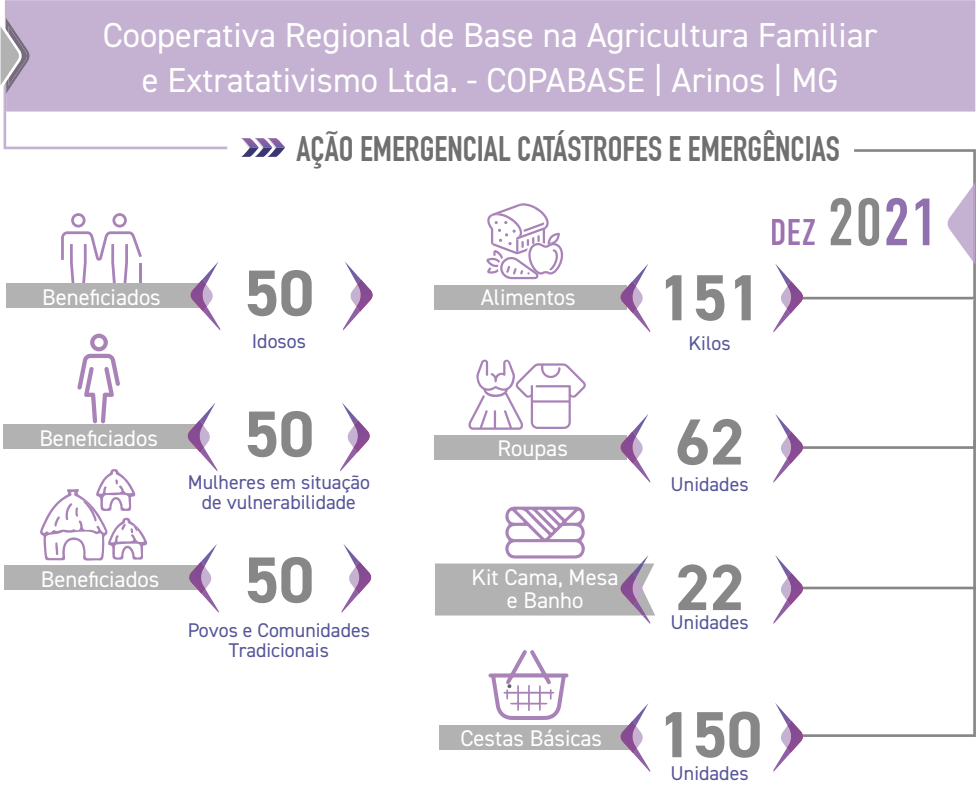 Cooperativa Regional de Base na Agricultura Familiar
e Extratativismo Ltda. - COPABASE | Arinos | MG
AÇÃO EMERGENCIAL CATÁSTROFES E EMERGÊNCIAS
DEZ 2021
Beneficiados
50
Idosos
Beneficiados
50
Mulheres em situação
de vulnerabilidade
Beneficiados
50
Povos e Comunidades
Tradicionais
Alimentos
151
Kilos
Roupas
62
Unidades
Kit Cama, Mesa
e Banho
22
Unidades
Cestas Básicas
150
Unidades